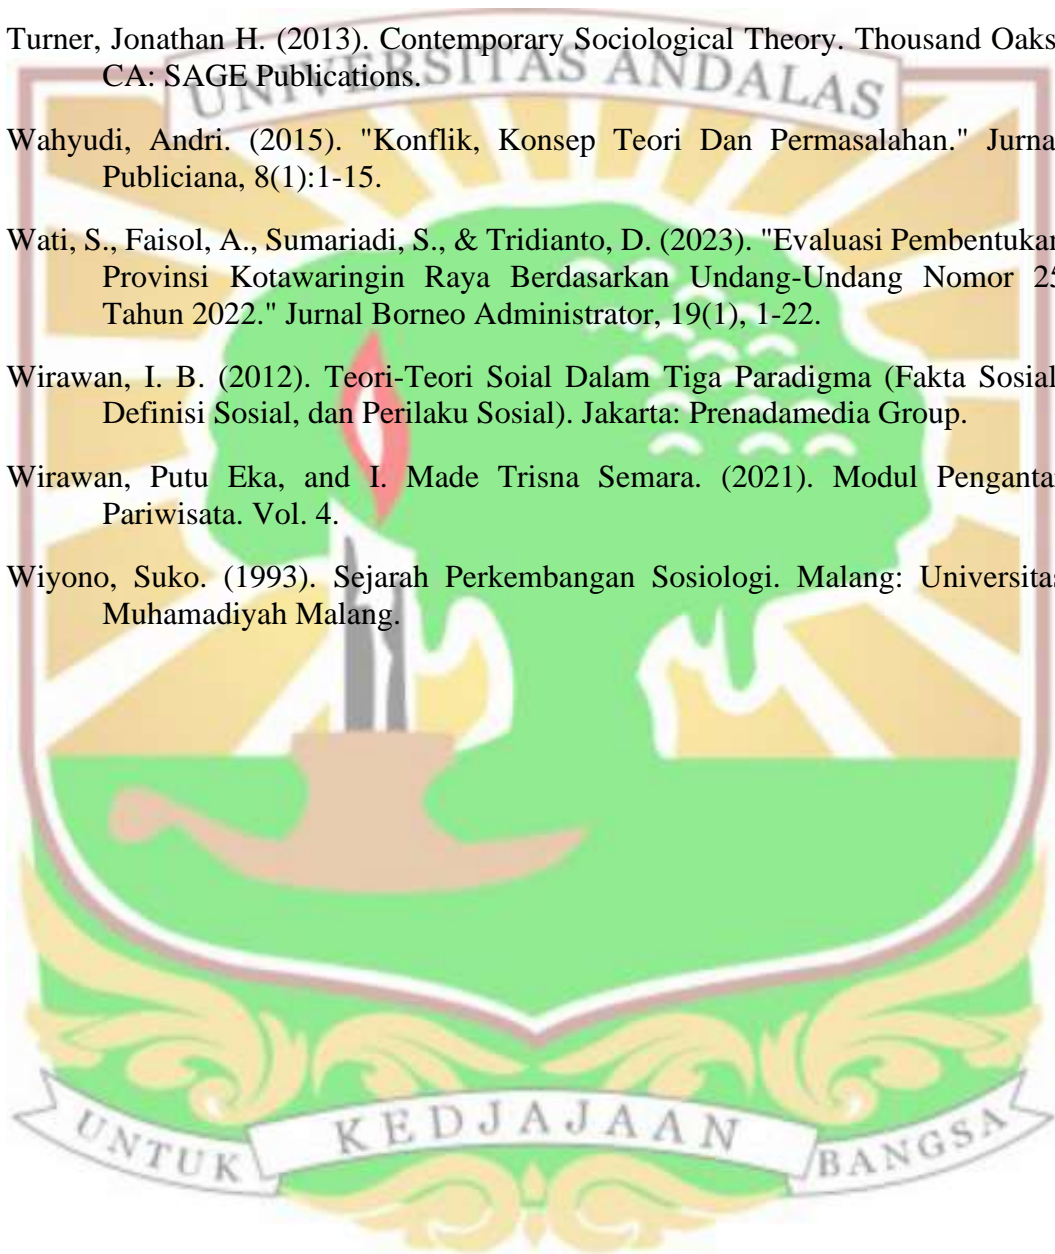 Turner, Jonathan H. (2013). Contemporary Sociological Theory. Thousand Oaks
CA: SAGE Publications.
UNIVERSITAS ANDALAS
Wahyudi, Andri. (2015). "Konflik, Konsep Teori Dan Permasalahan." Jurna
Publiciana, 8(1):1-15.
Wati, S., Faisol, A., Sumariadi, S., & Tridianto, D. (2023). "Evaluasi Pembentukan
Provinsi Kotawaringin Raya Berdasarkan Undang-Undang Nomor 25
Tahun 2022." Jurnal Borneo Administrator, 19(1), 1-22.
Wirawan, I. B. (2012). Teori-Teori Soial Dalam Tiga Paradigma (Fakta Sosial
Definisi Sosial, dan Perilaku Sosial). Jakarta: Prenadamedia Group.
Wirawan, Putu Eka, and I. Made Trisna Semara. (2021). Modul Pengantar
Pariwisata. Vol. 4.
Wiyono, Suko. (1993). Sejarah Perkembangan Sosiologi. Malang: Universitas
Muhamadiyah Malang.
UNTUK KEDJAJAAN BANGSA